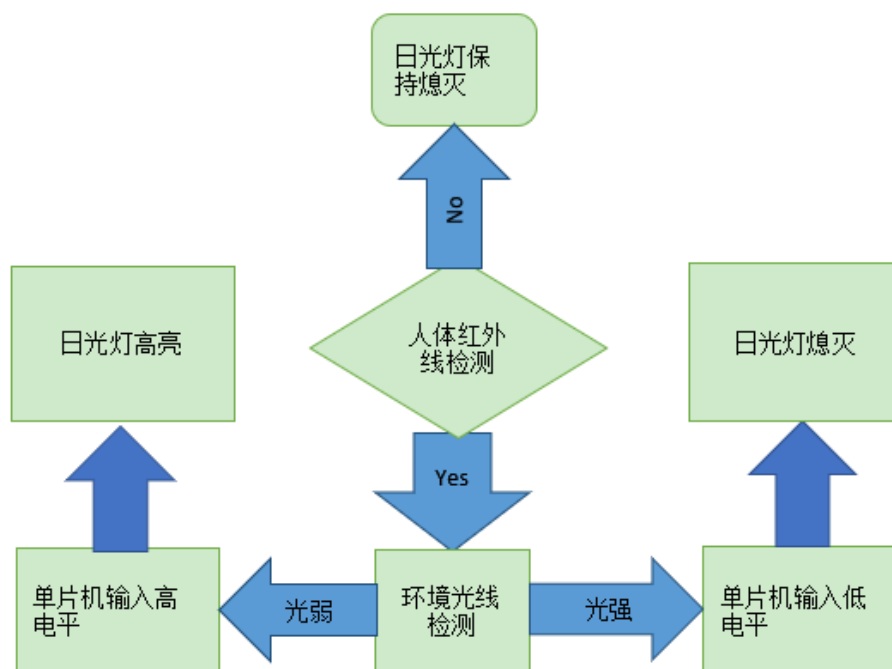 日光灯保
持熄灭
No
日光灯高亮
人体红外
线检测
日光灯熄灭
Yes
单片机输入高
电平
光弱
环境光线
检测
光强
单片机输入低
电平